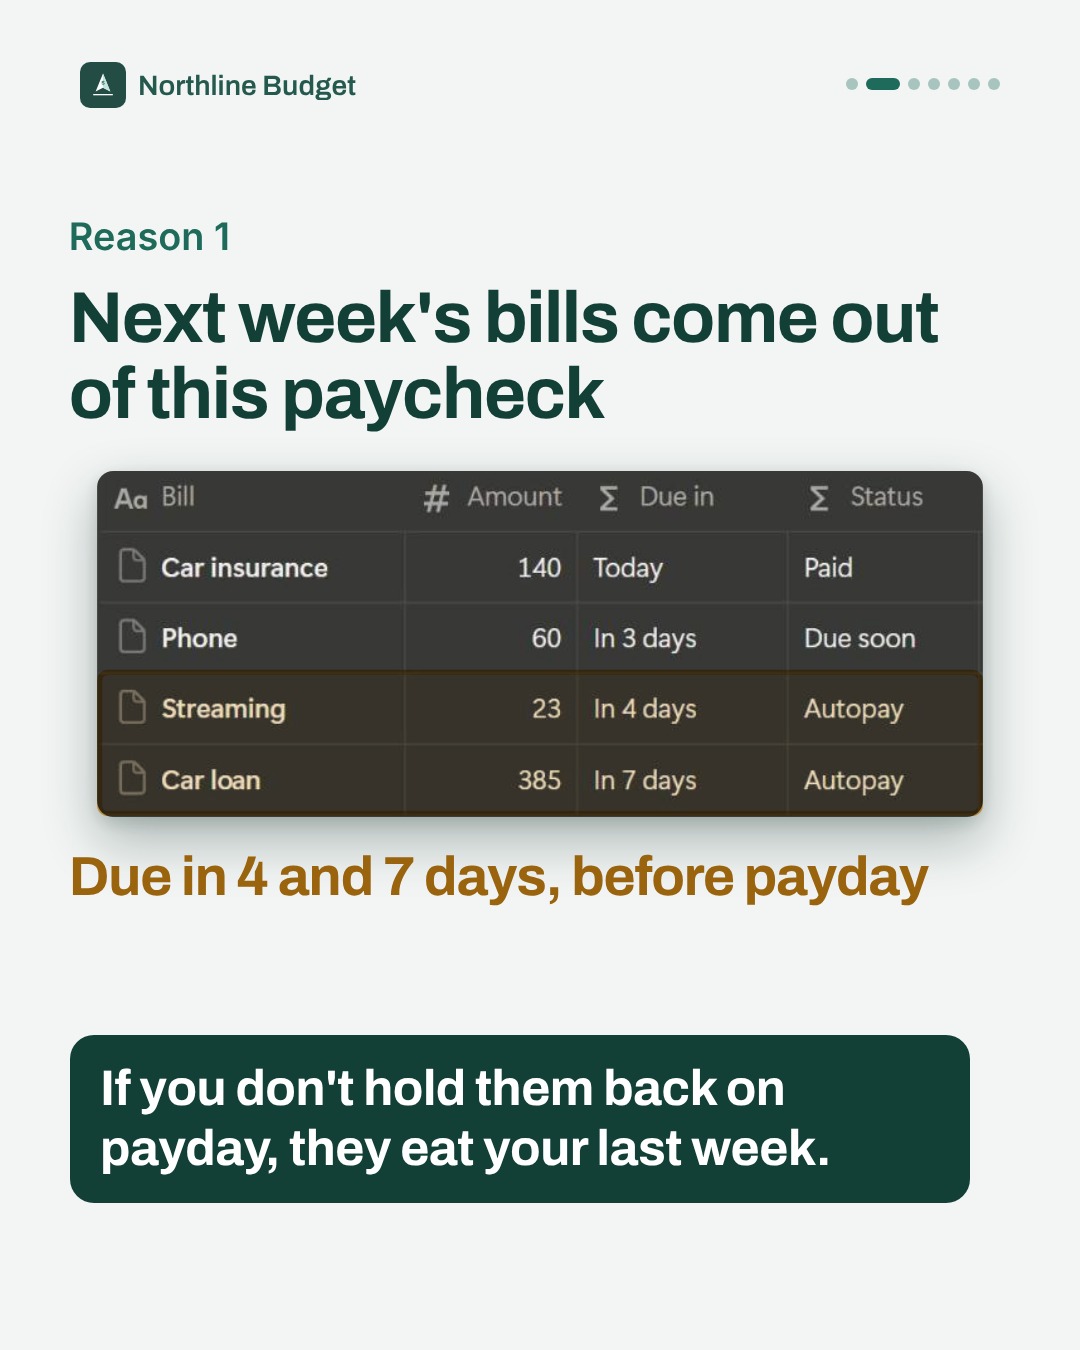 Northline Budget
Reason 1
Next week's bills come out
of this paycheck
Aa Bill # Amount Σ Due in Σ Status
Car insurance 140 Today Paid
Phone 60 In 3 days Due soon
Streaming 23 In 4 days Autopay
Car loan 385 In 7 days Autopay
Due in 4 and 7 days, before payday
If you don't hold them back on
payday, they eat your last week.